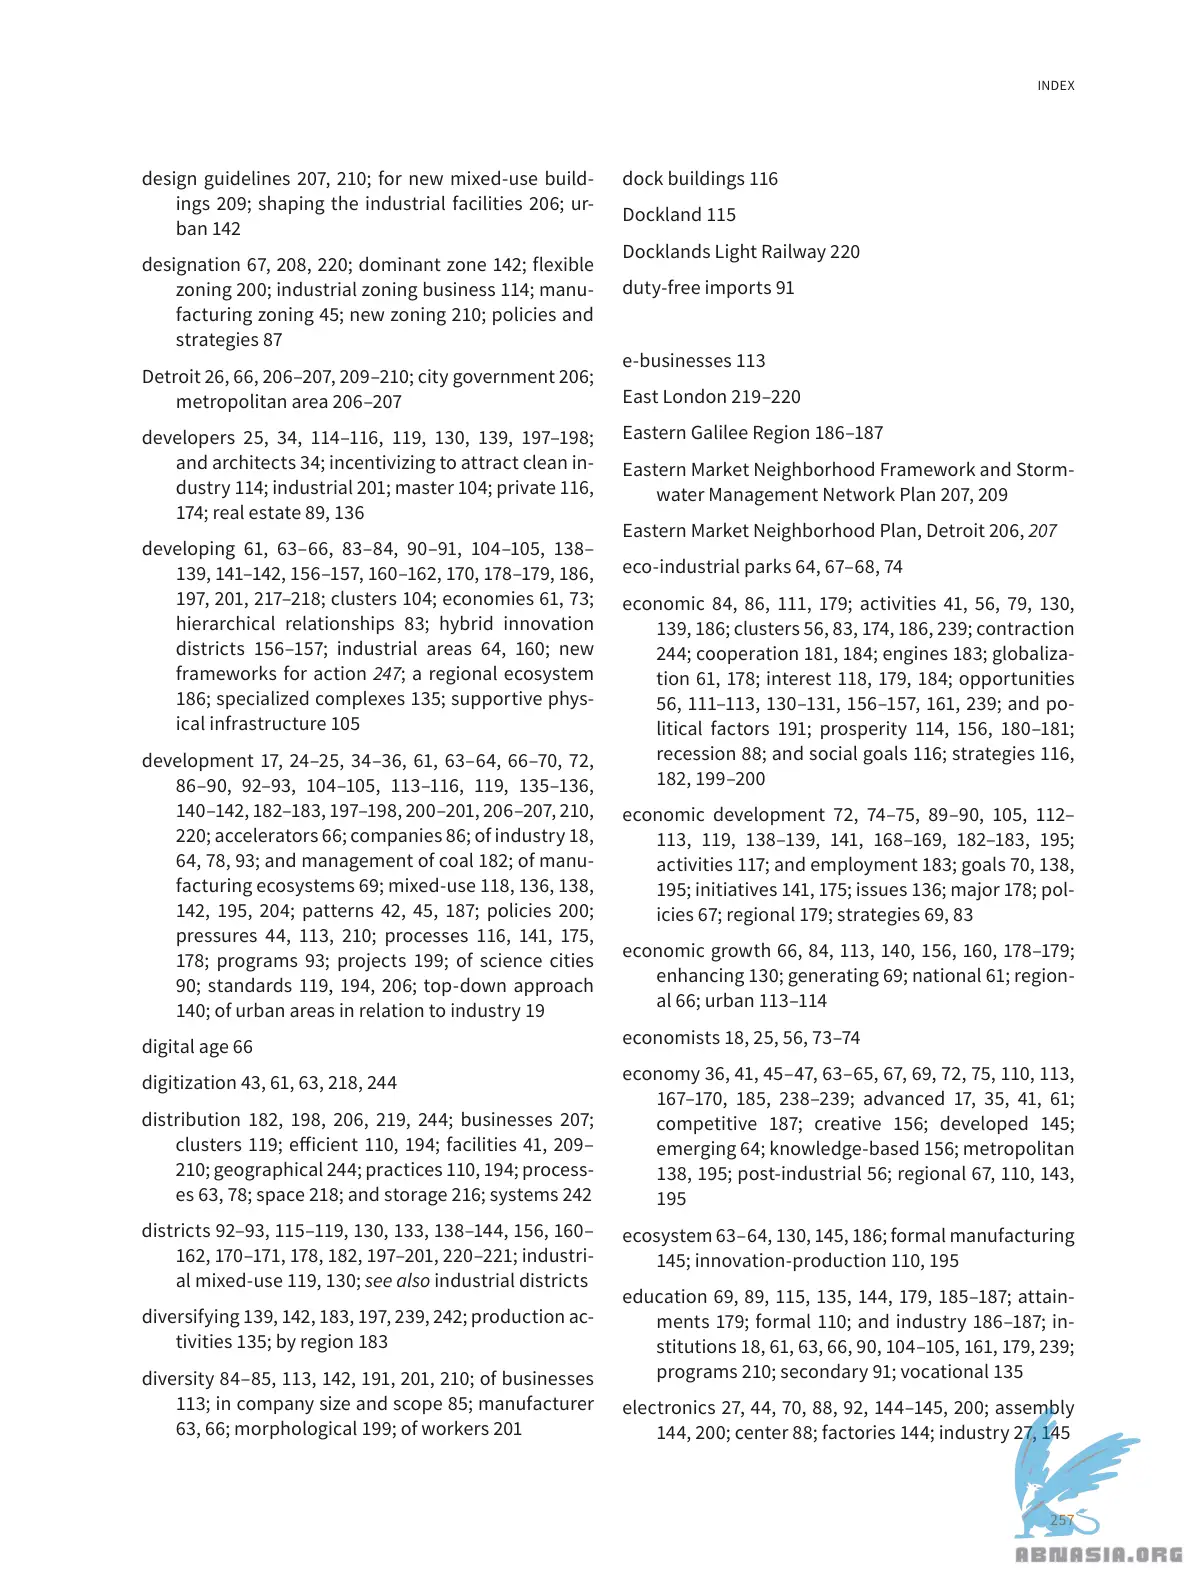 INDEX
design guidelines 207, 210; for new mixed-use build-
ings 209; shaping the industrial facilities 206; ur-
ban 142
designation 67, 208, 220; dominant zone 142; flexible
zoning 200; industrial zoning business 114; manu-
facturing zoning 45; new zoning 210; policies and
strategies 87
Detroit 26, 66, 206–207, 209–210; city government 206;
metropolitan area 206–207
developers 25, 34, 114–116, 119, 130, 139, 197–198;
and architects 34; incentivizing to attract clean in-
dustry 114; industrial 201; master 104; private 116,
174; real estate 89, 136
developing 61, 63–66, 83–84, 90–91, 104–105, 138–
139, 141–142, 156–157, 160–162, 170, 178–179, 186,
197, 201, 217–218; clusters 104; economies 61, 73;
hierarchical relationships 83; hybrid innovation
districts 156–157; industrial areas 64, 160; new
frameworks for action 247; a regional ecosystem
186; specialized complexes 135; supportive phys-
ical infrastructure 105
development 17, 24–25, 34–36, 61, 63–64, 66–70, 72,
86–90, 92–93, 104–105, 113–116, 119, 135–136,
140–142, 182–183, 197–198, 200–201, 206–207, 210,
220; accelerators 66; companies 86; of industry 18,
64, 78, 93; and management of coal 182; of manu-
facturing ecosystems 69; mixed-use 118, 136, 138,
142, 195, 204; patterns 42, 45, 187; policies 200;
pressures 44, 113, 210; processes 116, 141, 175,
178; programs 93; projects 199; of science cities
90; standards 119, 194, 206; top-down approach
140; of urban areas in relation to industry 19
digital age 66
digitization 43, 61, 63, 218, 244
distribution 182, 198, 206, 219, 244; businesses 207;
clusters 119; efficient 110, 194; facilities 41, 209–
210; geographical 244; practices 110, 194; process-
es 63, 78; space 218; and storage 216; systems 242
districts 92–93, 115–119, 130, 133, 138–144, 156, 160–
162, 170–171, 178, 182, 197–201, 220–221; industri-
al mixed-use 119, 130; see also industrial districts
diversifying 139, 142, 183, 197, 239, 242; production ac-
tivities 135; by region 183
diversity 84–85, 113, 142, 191, 201, 210; of businesses
113; in company size and scope 85; manufacturer
63, 66; morphological 199; of workers 201
dock buildings 116
Dockland 115
Docklands Light Railway 220
duty-free imports 91
e-businesses 113
East London 219–220
Eastern Galilee Region 186–187
Eastern Market Neighborhood Framework and Storm-
water Management Network Plan 207, 209
Eastern Market Neighborhood Plan, Detroit 206, 207
eco-industrial parks 64, 67–68, 74
economic 84, 86, 111, 179; activities 41, 56, 79, 130,
139, 186; clusters 56, 83, 174, 186, 239; contraction
244; cooperation 181, 184; engines 183; globaliza-
tion 61, 178; interest 118, 179, 184; opportunities
56, 111–113, 130–131, 156–157, 161, 239; and po-
litical factors 191; prosperity 114, 156, 180–181;
recession 88; and social goals 116; strategies 116,
182, 199–200
economic development 72, 74–75, 89–90, 105, 112–
113, 119, 138–139, 141, 168–169, 182–183, 195;
activities 117; and employment 183; goals 70, 138,
195; initiatives 141, 175; issues 136; major 178; pol-
icies 67; regional 179; strategies 69, 83
economic growth 66, 84, 113, 140, 156, 160, 178–179;
enhancing 130; generating 69; national 61; region-
al 66; urban 113–114
economists 18, 25, 56, 73–74
economy 36, 41, 45–47, 63–65, 67, 69, 72, 75, 110, 113,
167–170, 185, 238–239; advanced 17, 35, 41, 61;
competitive 187; creative 156; developed 145;
emerging 64; knowledge-based 156; metropolitan
138, 195; post-industrial 56; regional 67, 110, 143,
195
ecosystem 63–64, 130, 145, 186; formal manufacturing
145; innovation-production 110, 195
education 69, 89, 115, 135, 144, 179, 185–187; attain-
ments 179; formal 110; and industry 186–187; in-
stitutions 18, 61, 63, 66, 90, 104–105, 161, 179, 239;
programs 210; secondary 91; vocational 135
electronics 27, 44, 70, 88, 92, 144–145, 200; assembly
144, 200; center 88; factories 144; industry 27, 145
257
ABNASIA.ORG